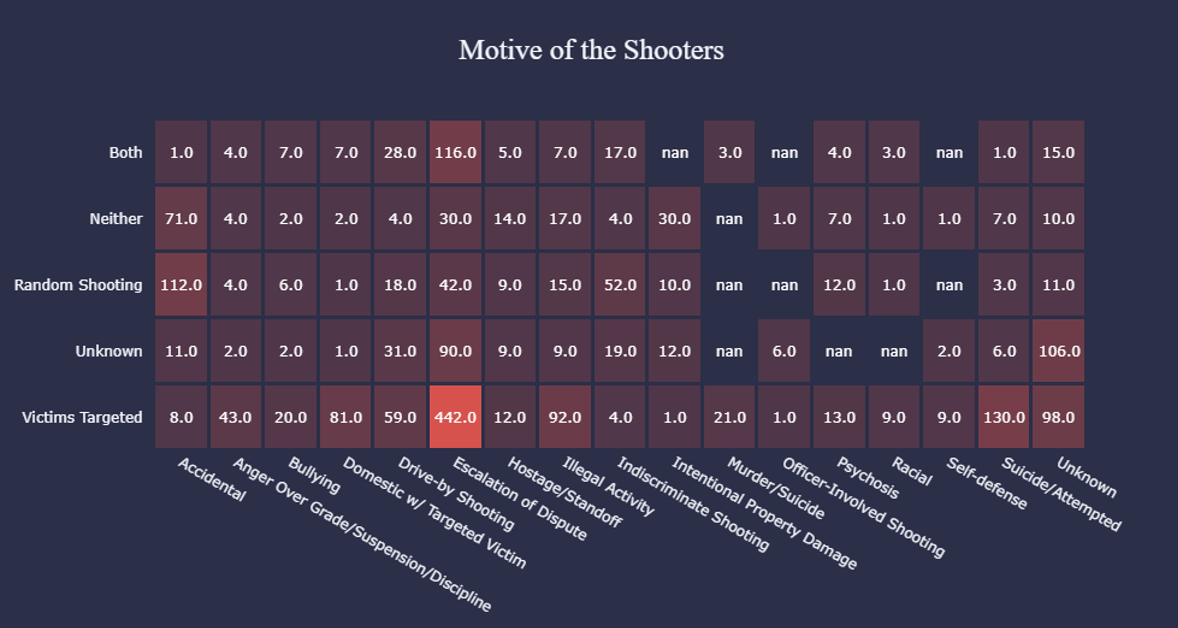 Motive of the Shooters
Both 1.0 4.0 7.0 7.0 28.0 116.0 5.0 7.0 17.0 nan 3.0 nan 4.0 3.0 nan 1.0 15.0
Neither 71.0 4.0 2.0 2.0 4.0 30.0 14.0 17.0 4.0 30.0 nan 1.0 7.0 1.0 1.0 7.0 10.0
Random Shooting 112.0 4.0 6.0 1.0 18.0 42.0 9.0 15.0 52.0 10.0 nan nan 12.0 1.0 nan 3.0 11.0
Unknown 11.0 2.0 2.0 1.0 31.0 90.0 9.0 9.0 19.0 12.0 nan 6.0 nan nan 2.0 6.0 106.0
Victims Targeted 8.0 43.0 20.0 81.0 59.0 442.0 12.0 92.0 4.0 1.0 21.0 1.0 13.0 9.0 9.0 130.0 98.0
Accidental
Anger Over Grade/Suspension/Discipline
Bullying
Domestic w/ Targeted Victim
Drive-by Shooting
Escalation of Dispute
Hostage/Standoff
Illegal Activity
Indiscriminate Shooting
Intentional Property Damage
Murder/Suicide
Officer-Involved Shooting
Psychosis
Racial
Self-defense
Suicide/Attempted
Unknown